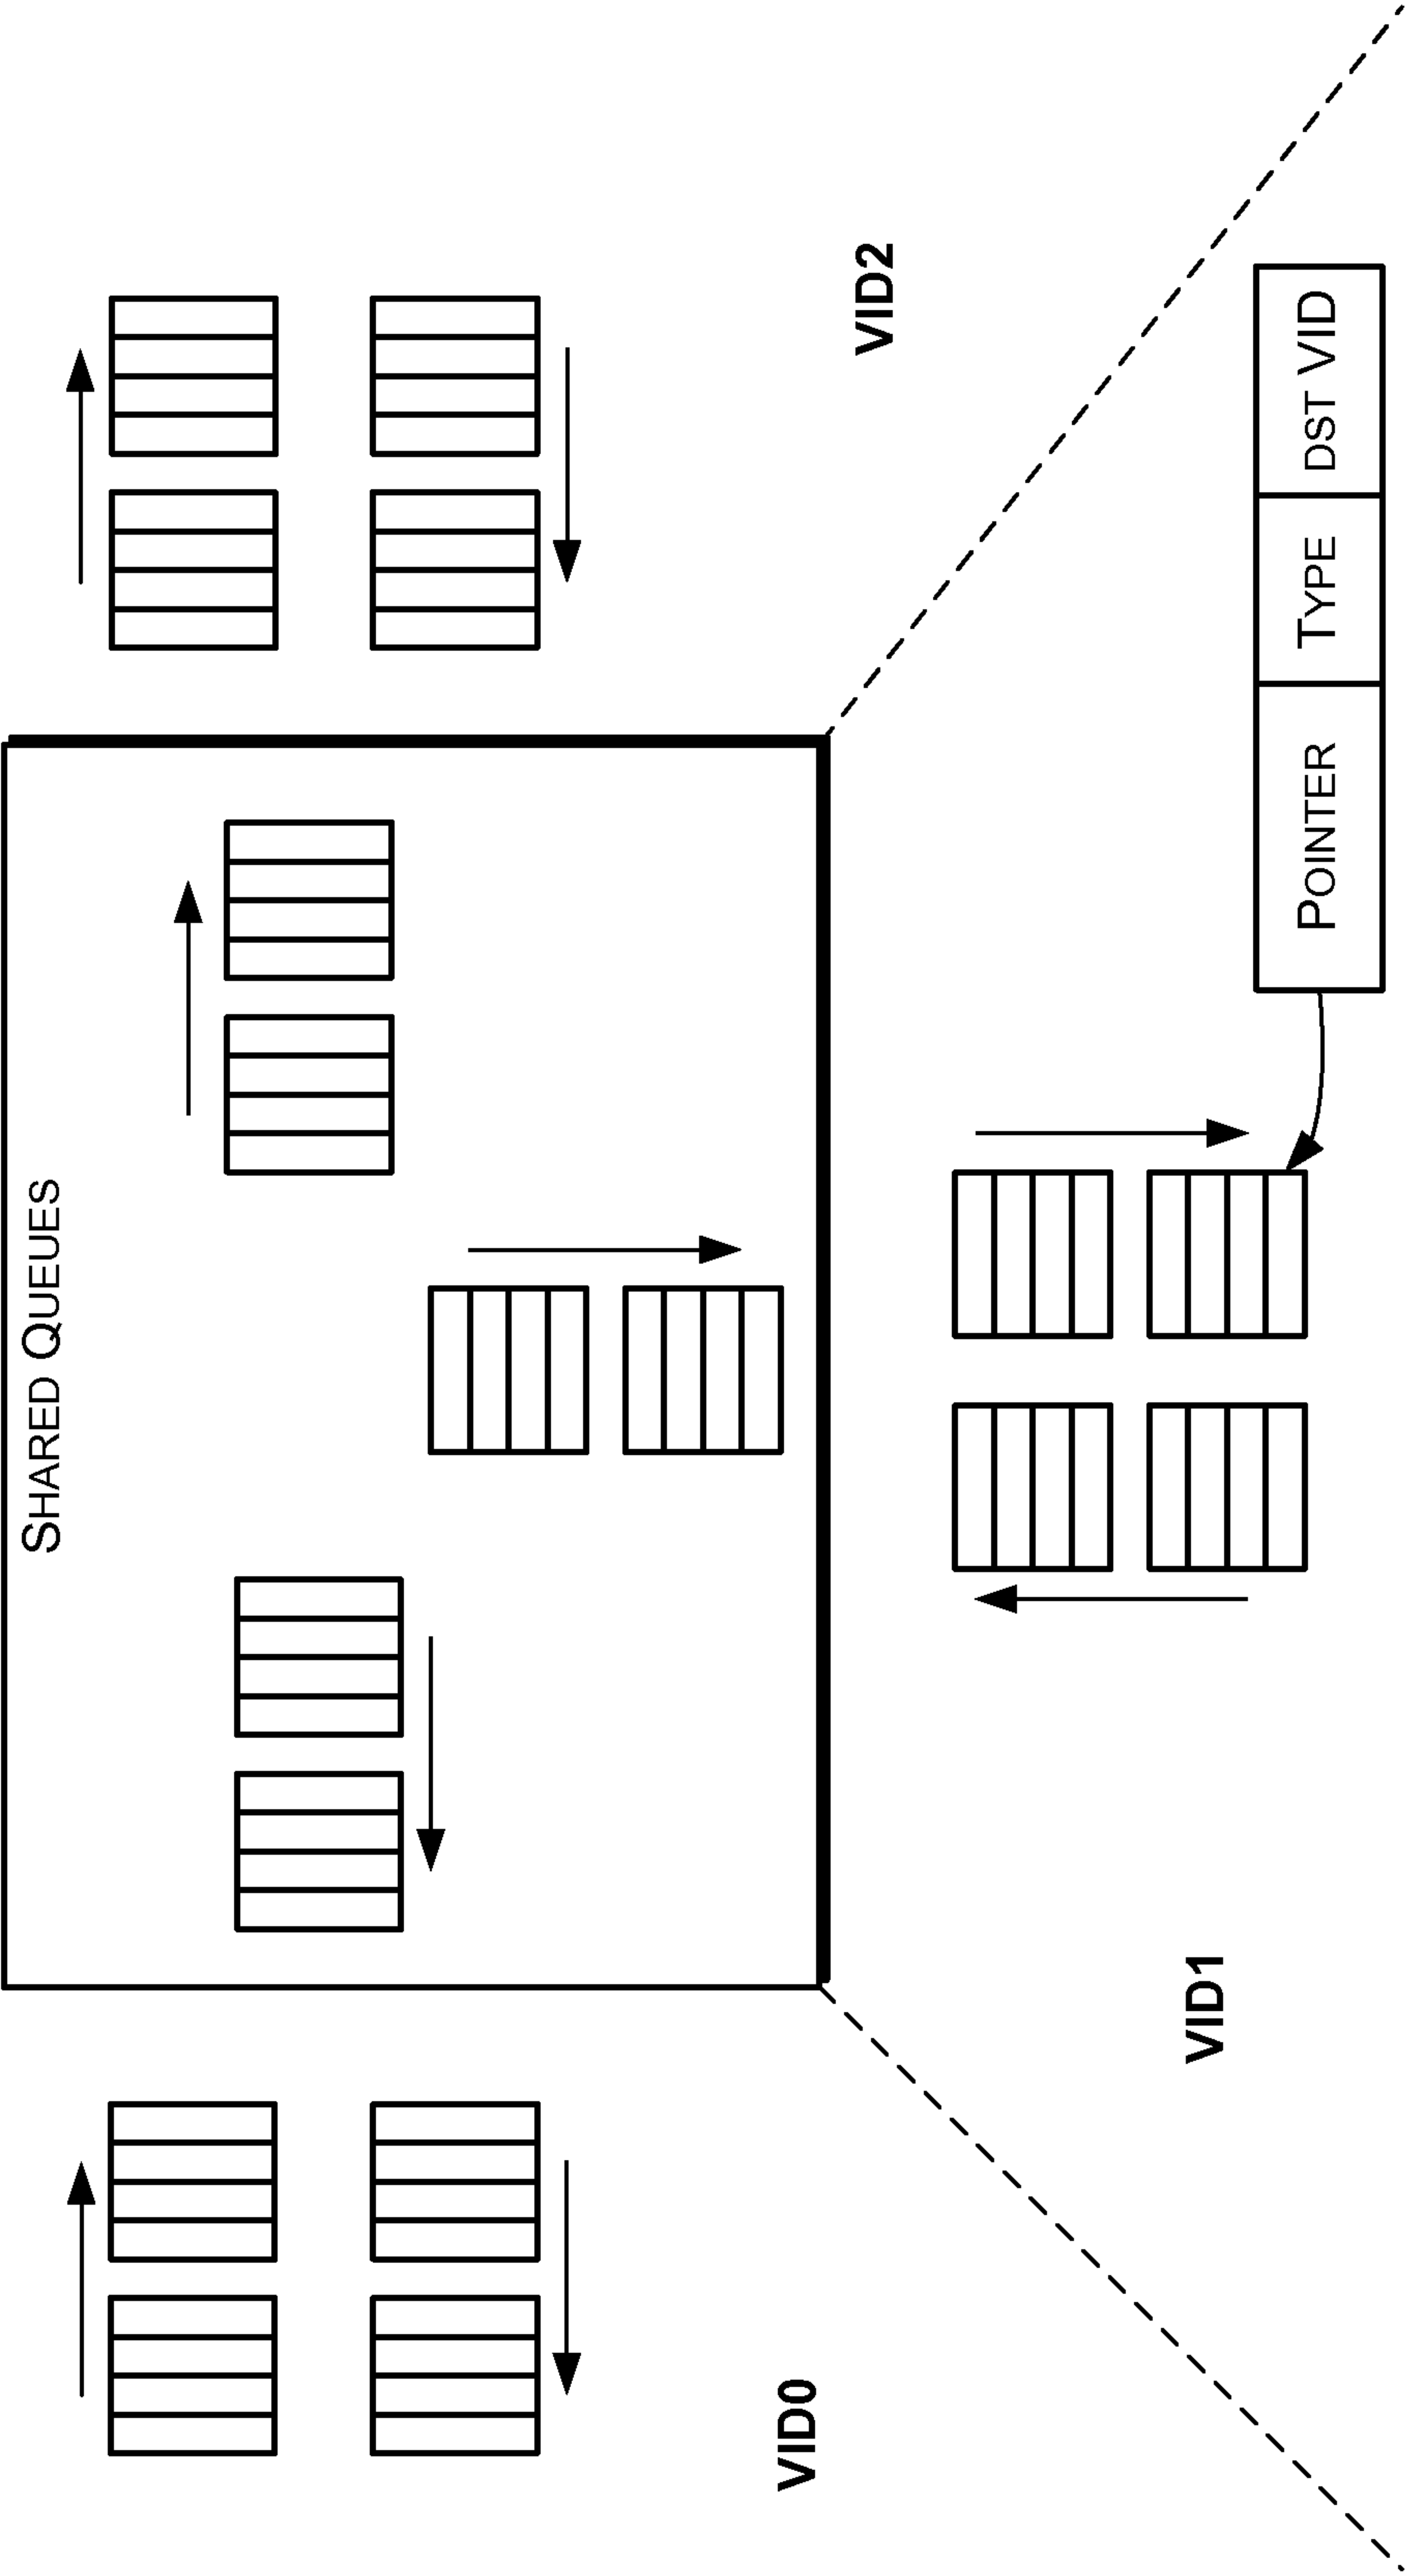 SHARED QUEUES
VID0
VID2
VID1
POINTER
TYPE
DST VID